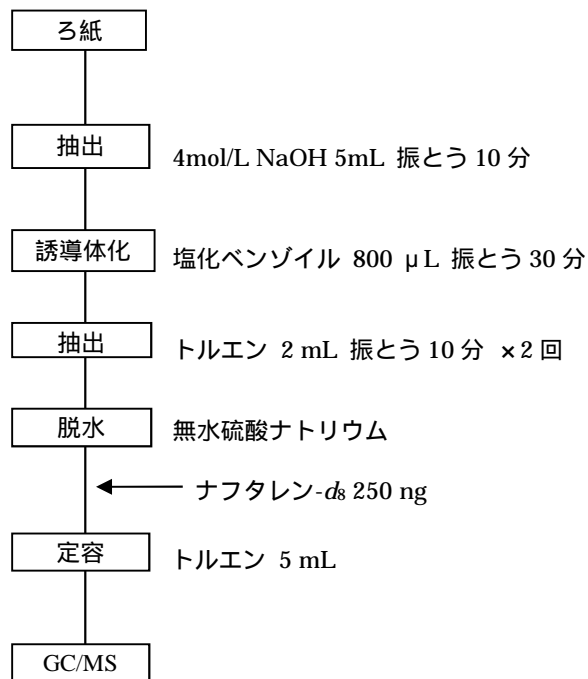 ろ紙
抽出
4mol/L NaOH 5mL 振とう 10 分
誘導体化
塩化ベンゾイル 800 μL 振とう 30 分
抽出
トルエン 2 mL 振とう 10 分 ×2 回
脱水
無水硫酸ナトリウム
ナフタレン-d8 250 ng
定容
トルエン 5 mL
GC/MS